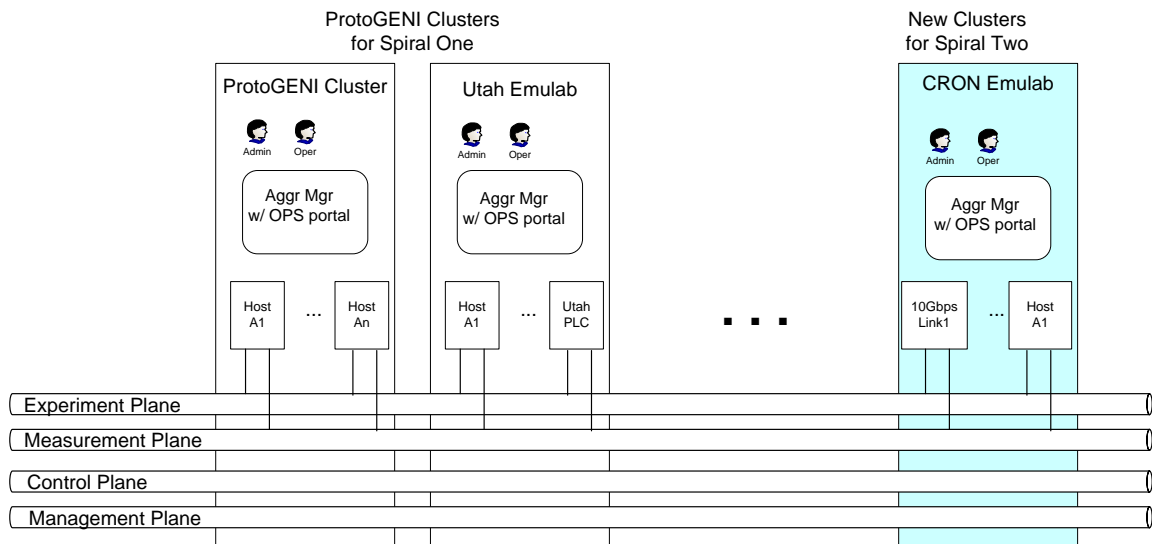 ProtoGENI Clusters
for Spiral One
New Clusters
for Spiral Two
ProtoGENI Cluster
Admin
Oper
Aggr Mgr
w/ OPS portal
Host
A1
...
Host
An
Utah Emulab
Admin
Oper
Aggr Mgr
w/ OPS portal
Host
A1
...
Utah
PLC
. . .
CRON Emulab
Admin
Oper
Aggr Mgr
w/ OPS portal
10Gbps
Link1
...
Host
A1
Experiment Plane
Measurement Plane
Control Plane
Management Plane